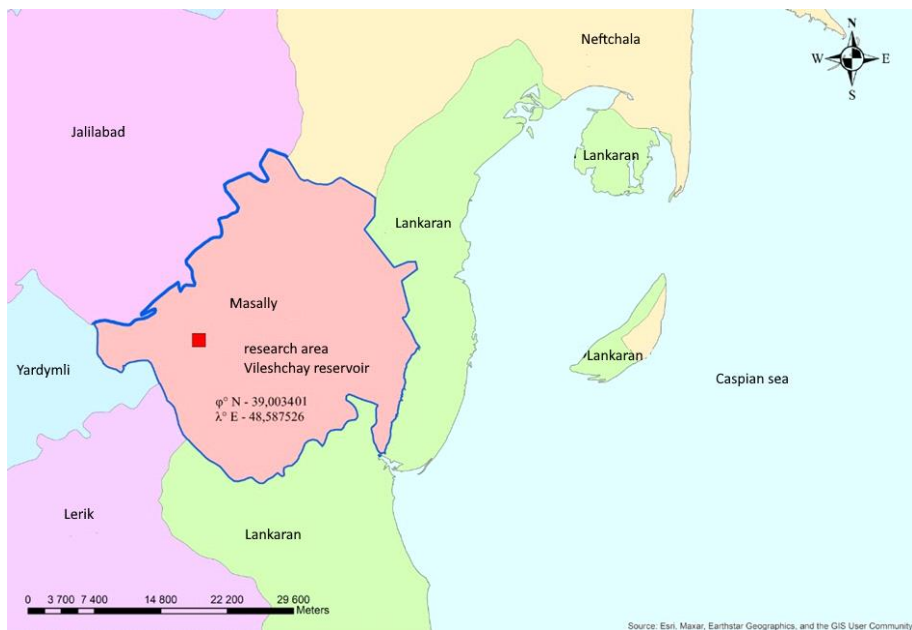 Neftchala
N
W E
S
Jalilabad
Lankaran
Lankaran
Masally
research area
Vileshchay reservoir
Lankaran
Yardymli
Caspian sea
φ° N - 39,003401
λ° E - 48,587526
Lerik
Lankaran
0 3 700 7 400 14 800 22 200 29 600
Meters
Source: Esri, Maxar, Earthstar Geographics, and the GIS User Community